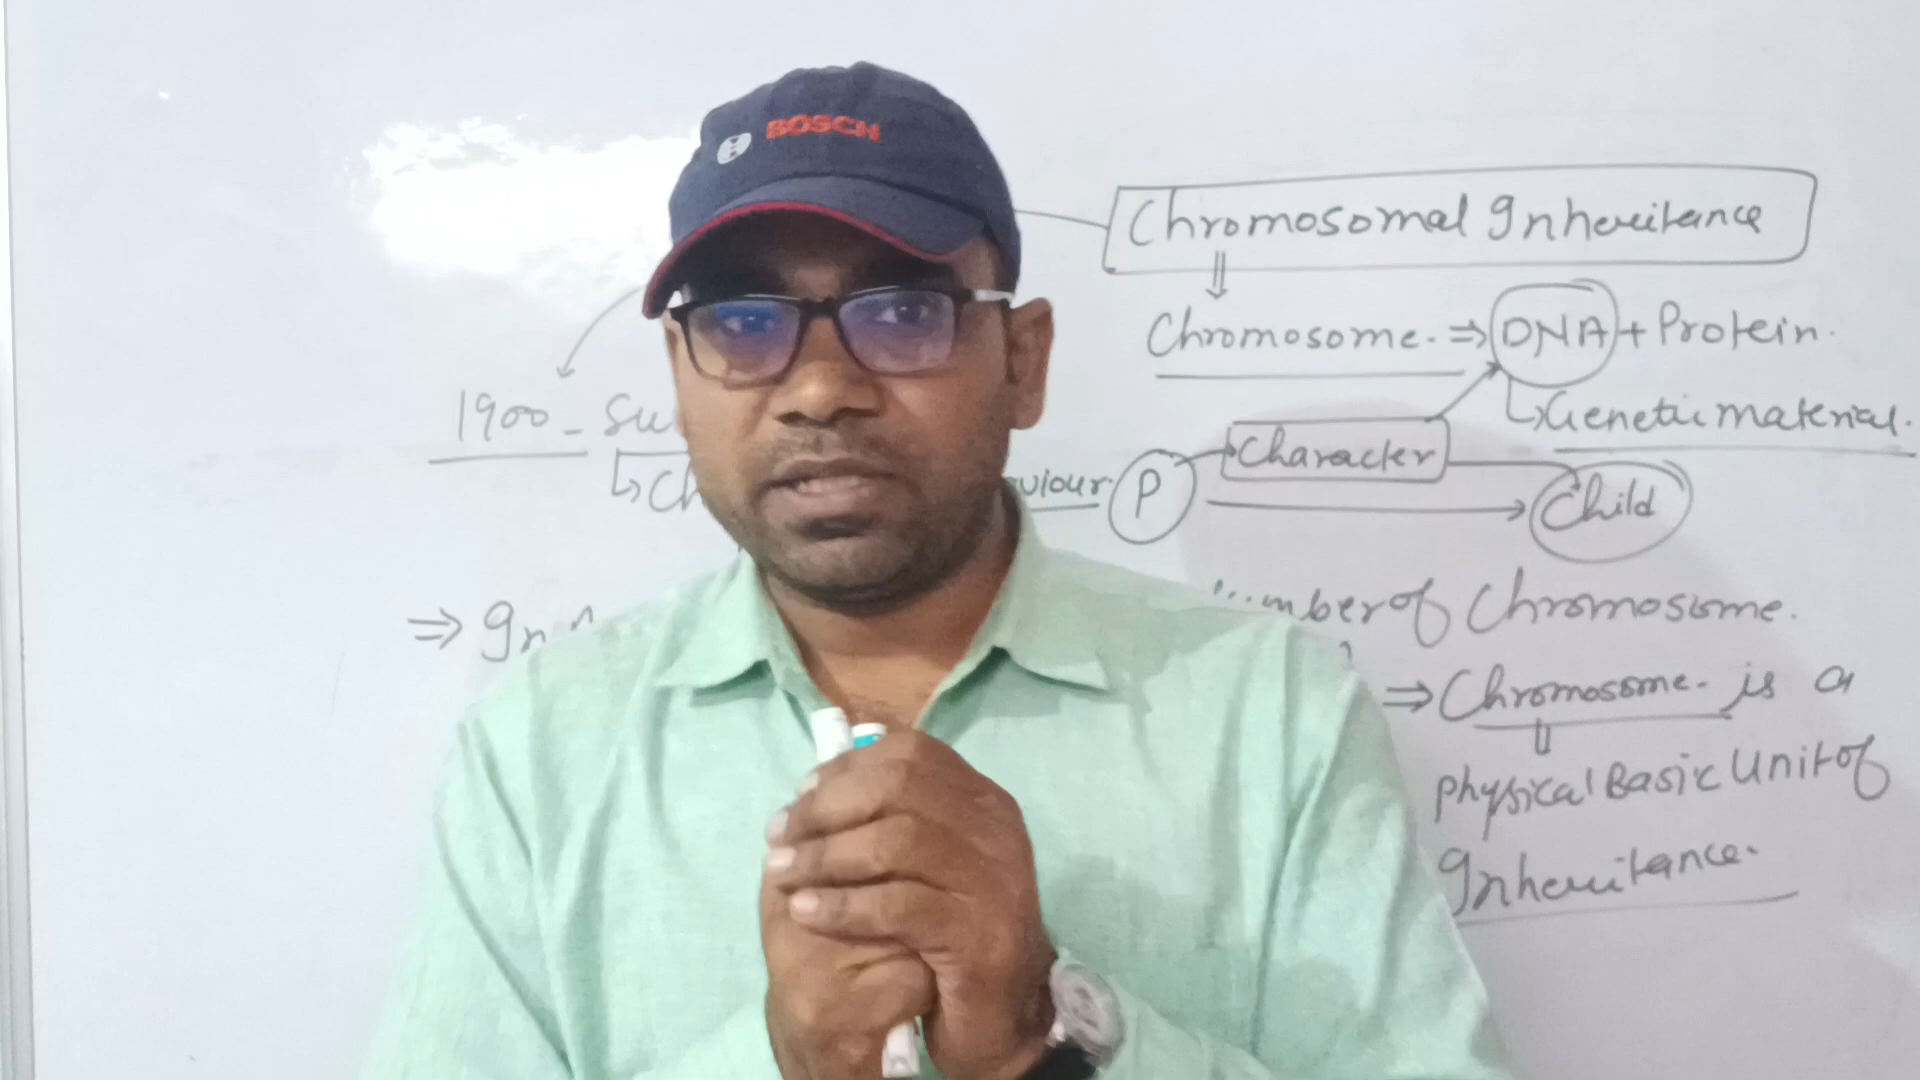 BOSCH
Chromosomal Inheritance
Chromosome. ⇒ DNA + Protein.
↳ Genetic material.
1900 -
Character
P → Child
⇒
of Chromosome.
⇒ Chromosome. is a
physical Basic Unit of
Inheritance.